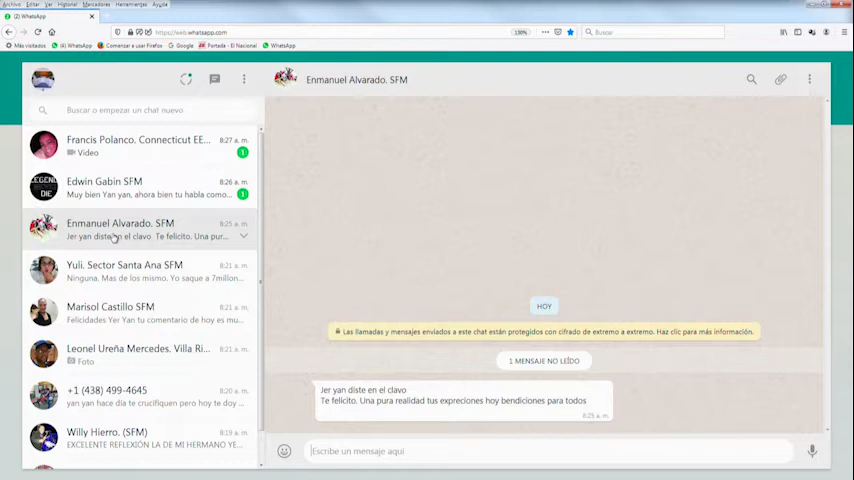 Archivo Editar Ver Historial Marcadores Herramientas Ayuda
(2) WhatsApp
https://web.whatsapp.com
130%
Buscar
Más visitados
(4) WhatsApp
Comenzar a usar Firefox
Google
Portada - El Nacional
WhatsApp
Enmanuel Alvarado. SFM
Buscar o empezar un chat nuevo
Francis Polanco. Connecticut EE... 8:27 a. m.
Video 1
Edwin Gabin SFM 8:26 a. m.
Muy bien Yan yan, ahora bien tu habla como... 1
LEGEND
DIE
Enmanuel Alvarado. SFM 8:25 a. m.
Jer yan diste en el clavo Te felicito. Una pur...
Yuli. Sector Santa Ana SFM 8:21 a. m.
Ninguna. Mas de los mismo. Yo saque a 7millon...
Marisol Castillo SFM 8:21 a. m.
Felicidades Yer Yan tu comentario de hoy es mu...
Leonel Ureña Mercedes. Villa Ri... 8:21 a. m.
Foto
+1 (438) 499-4645 8:20 a. m.
yan yan hace día te crucifiquen pero hoy te doy ...
Willy Hierro. (SFM) 8:19 a. m.
EXCELENTE REFLEXIÓN LA DE MI HERMANO YE...
HOY
Las llamadas y mensajes enviados a este chat están protegidos con cifrado de extremo a extremo. Haz clic para más información.
1 MENSAJE NO LEÍDO
Jer yan diste en el clavo
Te felicito. Una pura realidad tus expreciones hoy bendiciones para todos
8:25 a. m.
Escribe un mensaje aquí